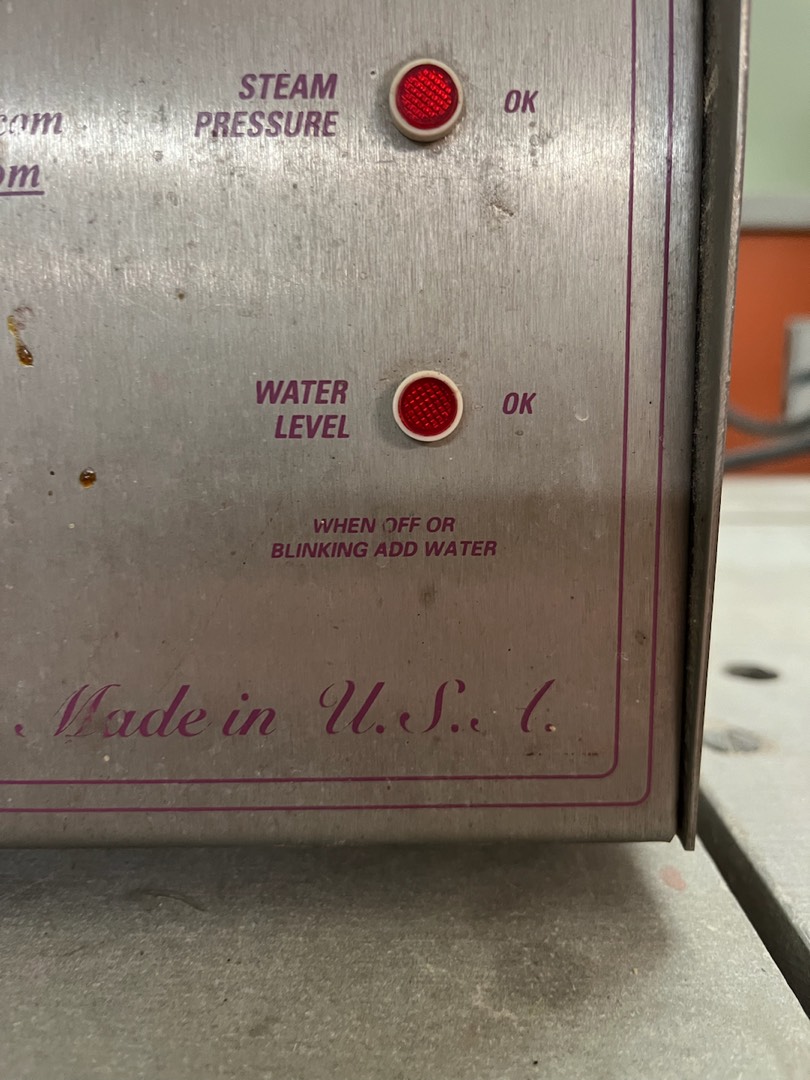 STEAM
PRESSURE
OK
com
om
WATER
LEVEL
OK
WHEN OFF OR
BLINKING ADD WATER
Made in U.S.A.